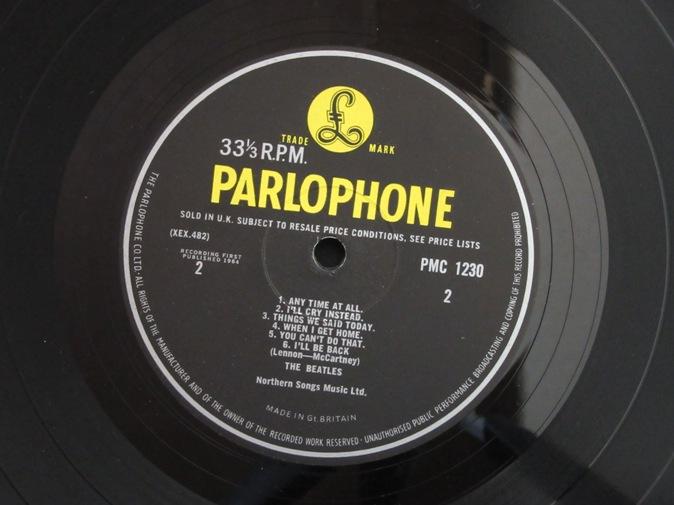 £
TRADE MARK
33⅓ R.P.M.
PARLOPHONE
SOLD IN U.K. SUBJECT TO RESALE PRICE CONDITIONS, SEE PRICE LISTS
(XEX.482)
RECORDING FIRST
PUBLISHED 1964
2
PMC 1230
2
1. ANY TIME AT ALL.
2. I'LL CRY INSTEAD.
3. THINGS WE SAID TODAY.
4. WHEN I GET HOME.
5. YOU CAN'T DO THAT.
6. I'LL BE BACK
(Lennon—McCartney)
THE BEATLES
Northern Songs Music Ltd.
MADE IN Gt. BRITAIN
THE PARLOPHONE CO. LTD. · ALL RIGHTS OF THE MANUFACTURER AND OF THE OWNER OF THE RECORDED WORK RESERVED · UNAUTHORISED PUBLIC PERFORMANCE BROADCASTING AND COPYING OF THIS RECORD PROHIBITED